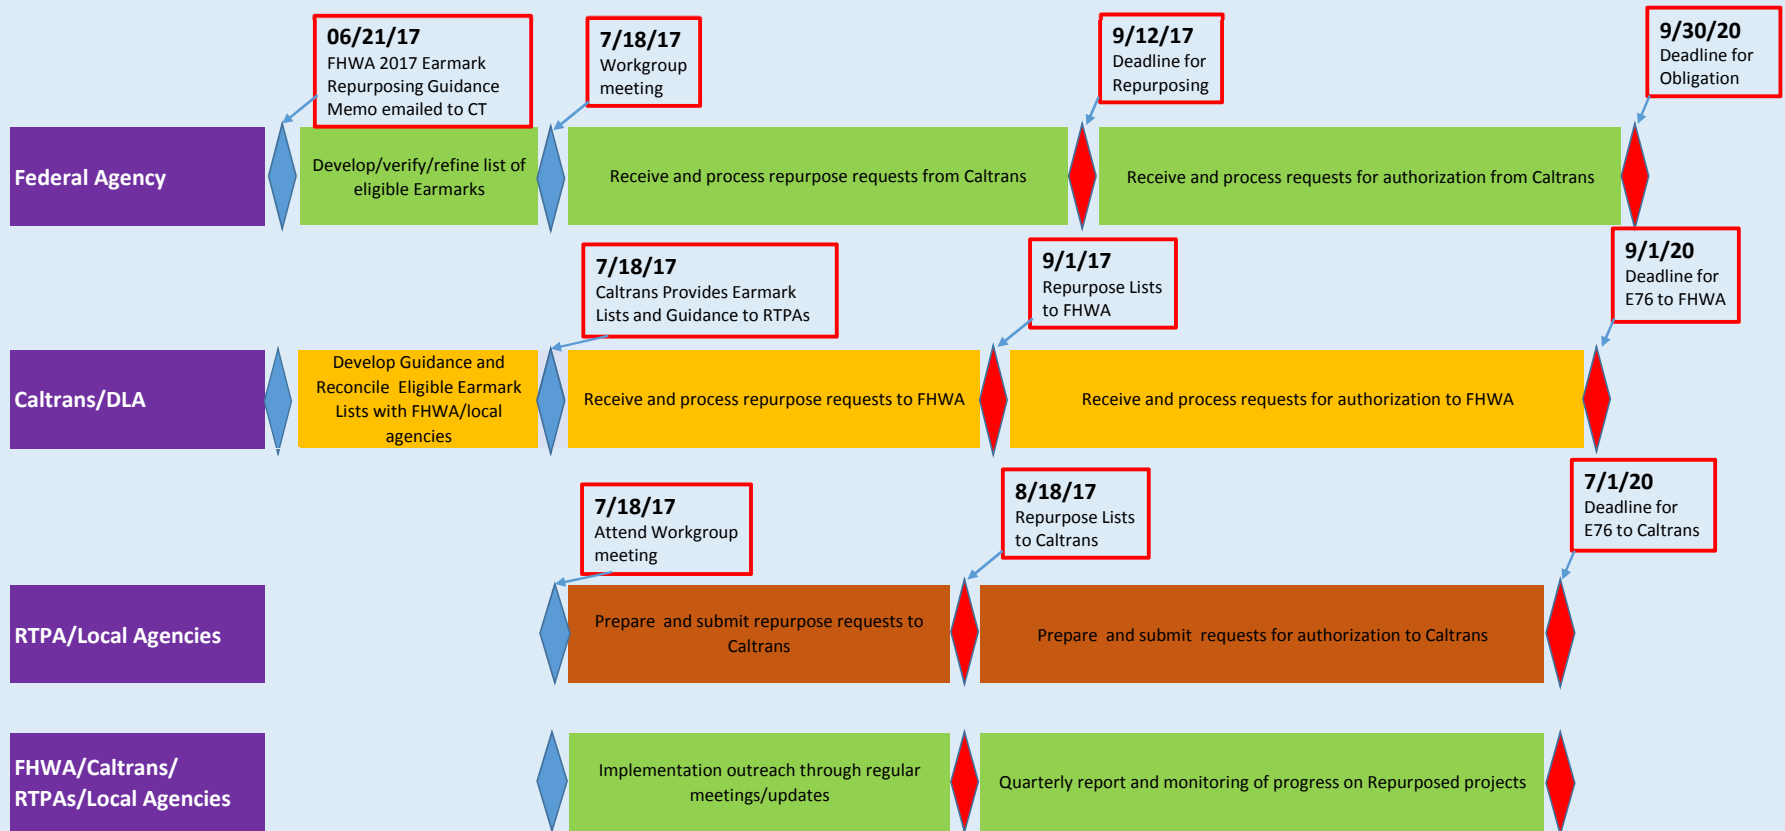 06/21/17
FHWA 2017 Earmark
Repurposing Guidance
Memo emailed to CT
7/18/17
Workgroup
meeting
9/12/17
Deadline for
Repurposing
9/30/20
Deadline for
Obligation
Federal Agency
Develop/verify/refine list of
eligible Earmarks
Receive and process repurpose requests from Caltrans
Receive and process requests for authorization from Caltrans
7/18/17
Caltrans Provides Earmark
Lists and Guidance to RTPAs
9/1/17
Repurpose Lists
to FHWA
9/1/20
Deadline for
E76 to FHWA
Caltrans/DLA
Develop Guidance and
Reconcile Eligible Earmark
Lists with FHWA/local
agencies
Receive and process repurpose requests to FHWA
Receive and process requests for authorization to FHWA
7/18/17
Attend Workgroup
meeting
8/18/17
Repurpose Lists
to Caltrans
7/1/20
Deadline for
E76 to Caltrans
RTPA/Local Agencies
Prepare and submit repurpose requests to
Caltrans
Prepare and submit requests for authorization to Caltrans
FHWA/Caltrans/
RTPAs/Local Agencies
Implementation outreach through regular
meetings/updates
Quarterly report and monitoring of progress on Repurposed projects